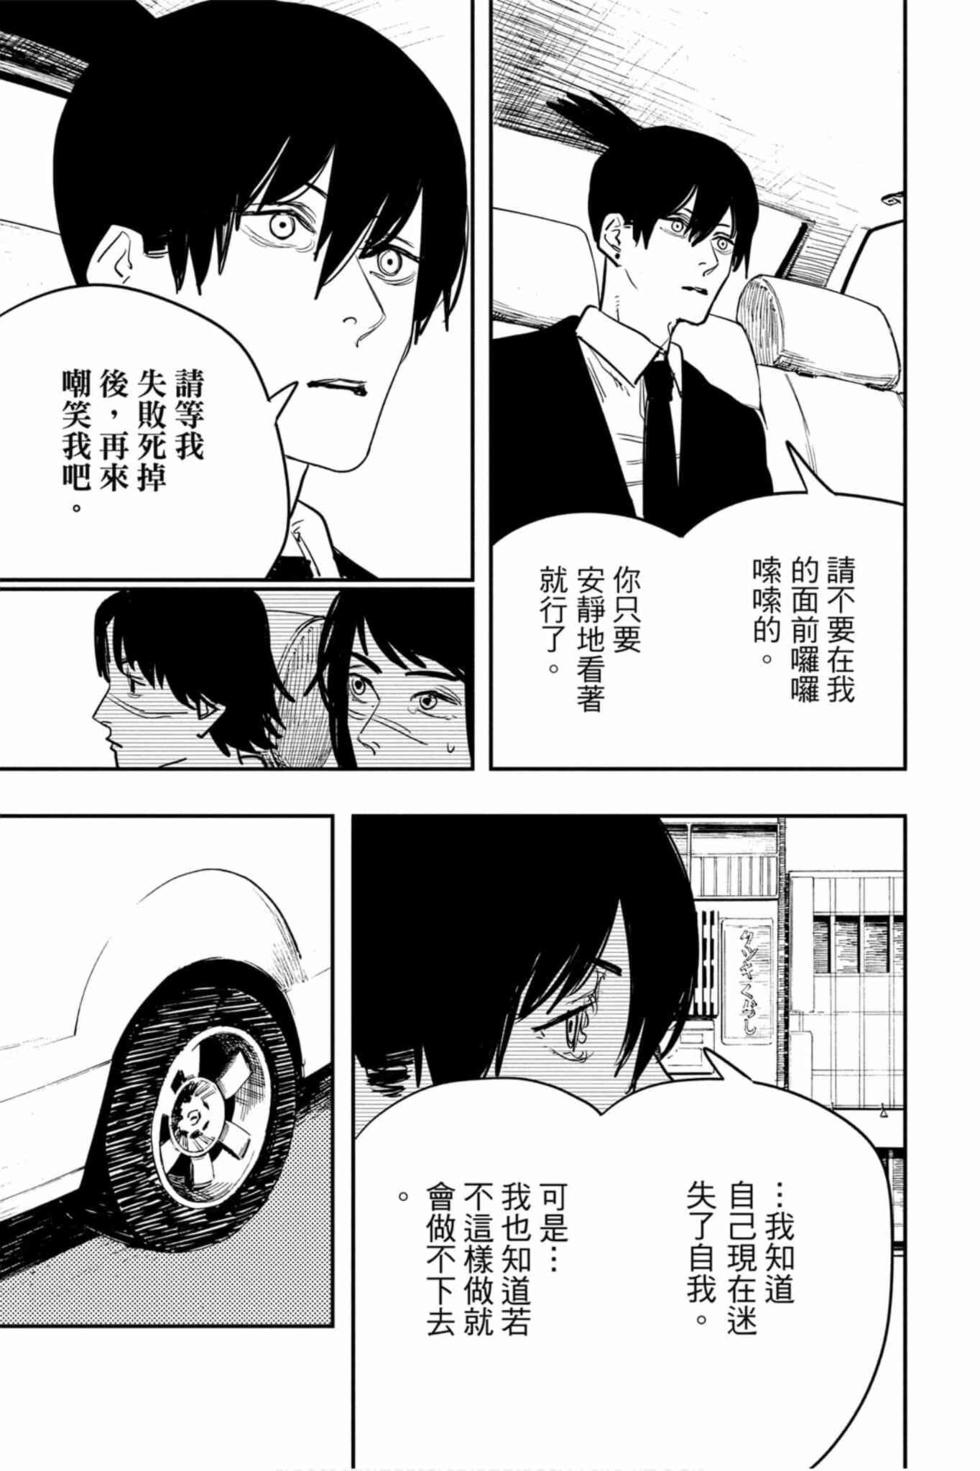 請不要在我
的面前囉囉
嗦嗦的。
你只要
安靜地看著
就行了。
請等我
失敗死掉
後，再來
嘲笑我吧。
…我知道
自己現在迷
失了自我。
可是…
我也知道若
不這樣做就
會做不下去
。